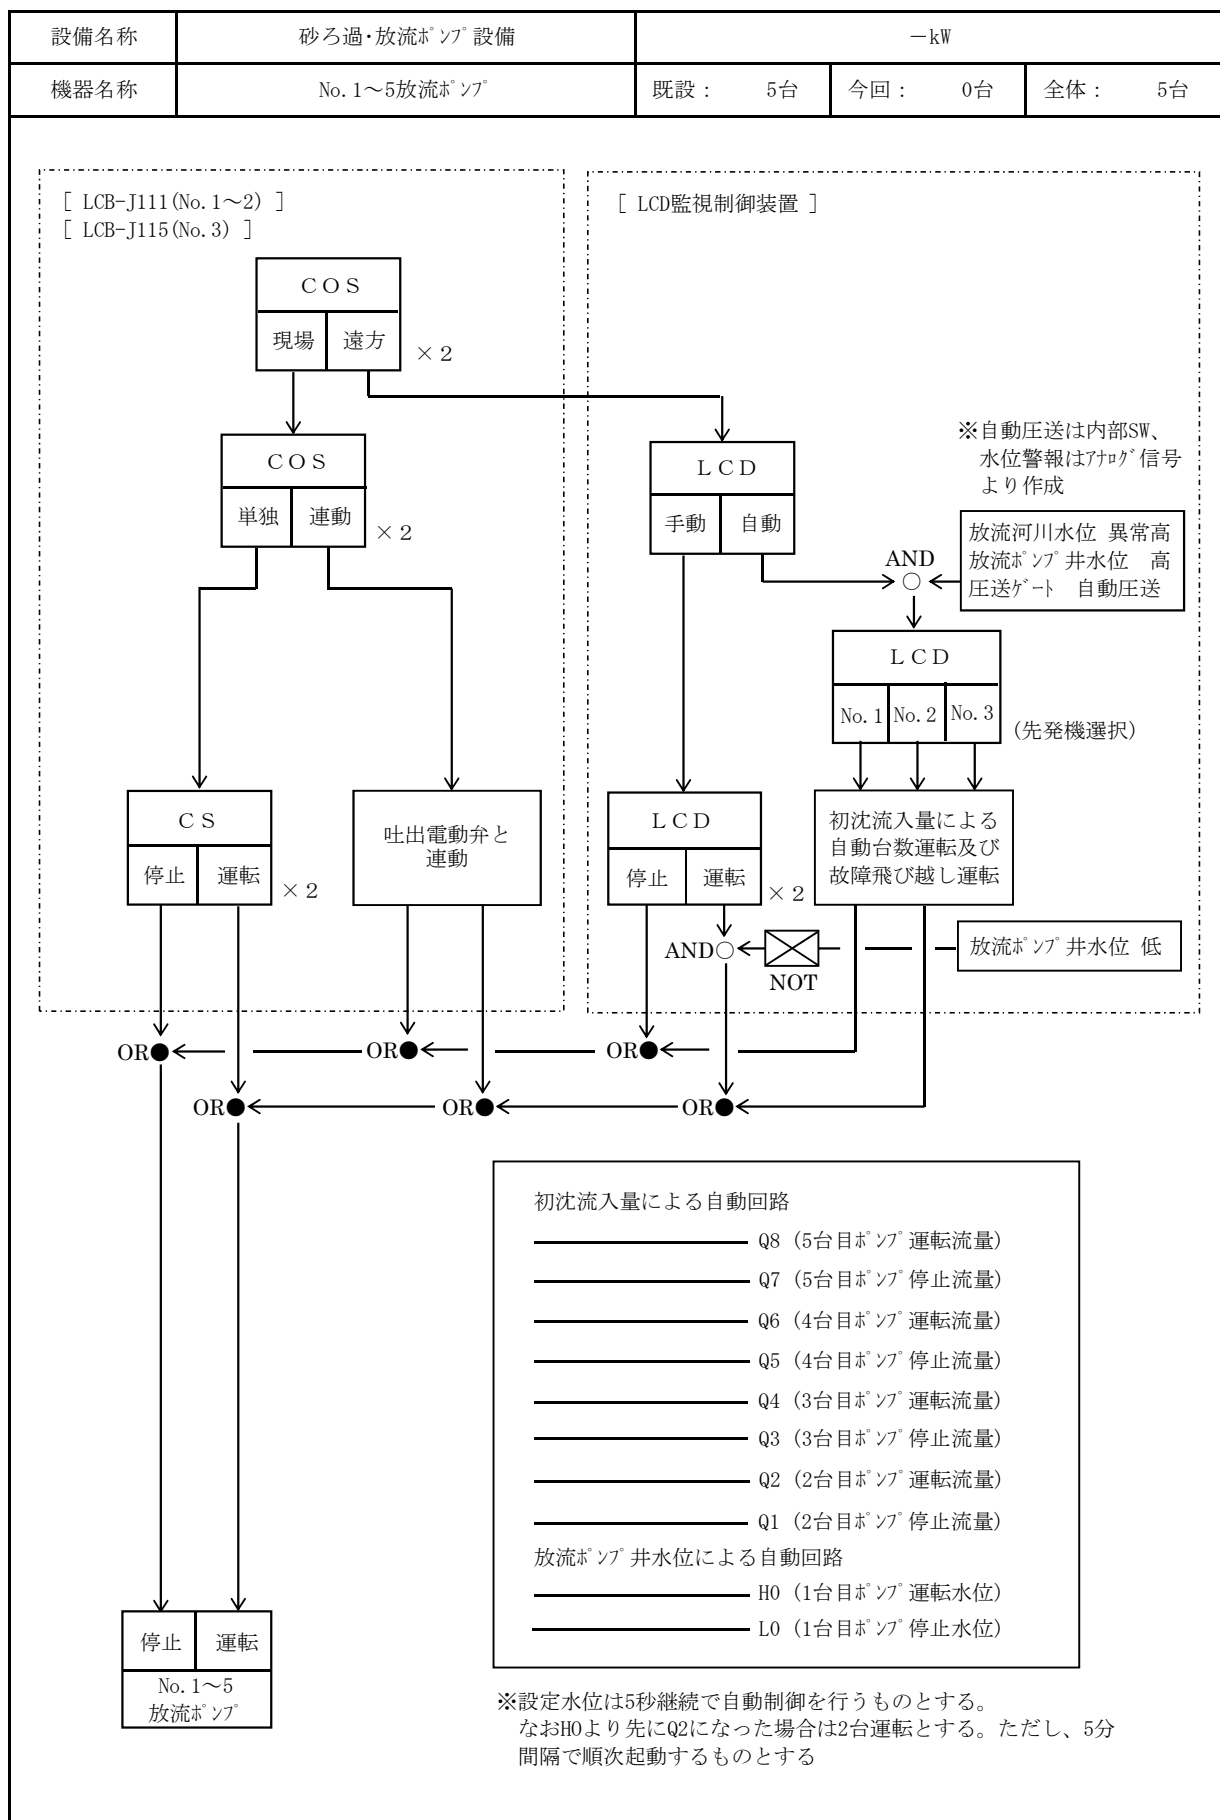 設備名称 砂ろ過・放流ﾎﾟﾝﾌﾟ設備 －kW
機器名称 No.1～5放流ﾎﾟﾝﾌﾟ 既設： 5台 今回： 0台 全体： 5台
[ LCB-J111(No.1～2) ]
[ LCB-J115(No.3) ]
[ LCD監視制御装置 ]
ＣＯＳ
現場 遠方
×２
※自動圧送は内部SW、
水位警報はｱﾅﾛｸﾞ信号
より作成
ＣＯＳ
単独 連動
×２
ＬＣＤ
手動 自動
放流河川水位 異常高
放流ﾎﾟﾝﾌﾟ井水位 高
圧送ｹﾞｰﾄ 自動圧送
AND
ＬＣＤ
No.1 No.2 No.3
(先発機選択)
ＣＳ
停止 運転
×２
吐出電動弁と
連動
ＬＣＤ
停止 運転
×２
初沈流入量による
自動台数運転及び
故障飛び越し運転
AND
NOT
放流ﾎﾟﾝﾌﾟ井水位 低
OR OR OR
OR OR OR
初沈流入量による自動回路
Q8 (5台目ﾎﾟﾝﾌﾟ運転流量)
Q7 (5台目ﾎﾟﾝﾌﾟ停止流量)
Q6 (4台目ﾎﾟﾝﾌﾟ運転流量)
Q5 (4台目ﾎﾟﾝﾌﾟ停止流量)
Q4 (3台目ﾎﾟﾝﾌﾟ運転流量)
Q3 (3台目ﾎﾟﾝﾌﾟ停止流量)
Q2 (2台目ﾎﾟﾝﾌﾟ運転流量)
Q1 (2台目ﾎﾟﾝﾌﾟ停止流量)
放流ﾎﾟﾝﾌﾟ井水位による自動回路
H0 (1台目ﾎﾟﾝﾌﾟ運転水位)
L0 (1台目ﾎﾟﾝﾌﾟ停止水位)
停止 運転
No.1～5
放流ﾎﾟﾝﾌﾟ
※設定水位は5秒継続で自動制御を行うものとする。
なおH0より先にQ2になった場合は2台運転とする。ただし、5分
間隔で順次起動するものとする